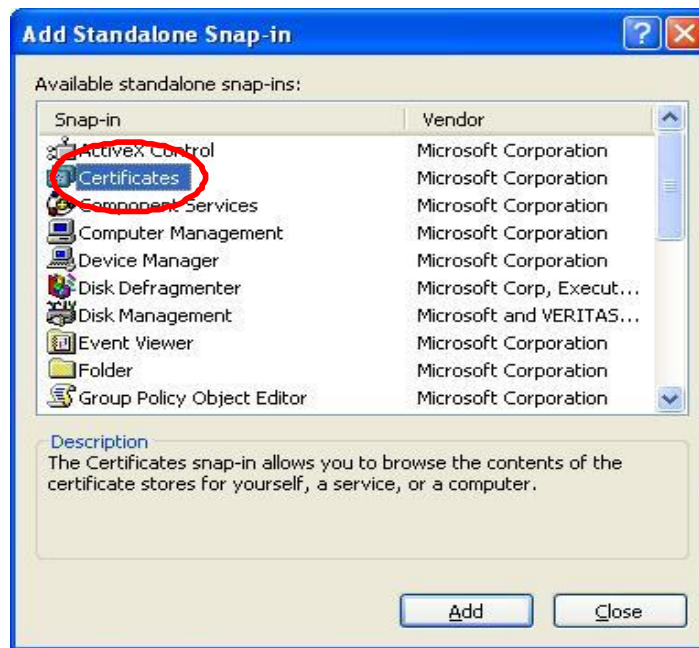 Add Standalone Snap-in
Available standalone snap-ins:
Snap-in Vendor
ActiveX Control Microsoft Corporation
Certificates Microsoft Corporation
Component Services Microsoft Corporation
Computer Management Microsoft Corporation
Device Manager Microsoft Corporation
Disk Defragmenter Microsoft Corp, Execut...
Disk Management Microsoft and VERITAS...
Event Viewer Microsoft Corporation
Folder Microsoft Corporation
Group Policy Object Editor Microsoft Corporation
Description
The Certificates snap-in allows you to browse the contents of the
certificate stores for yourself, a service, or a computer.
Add Close